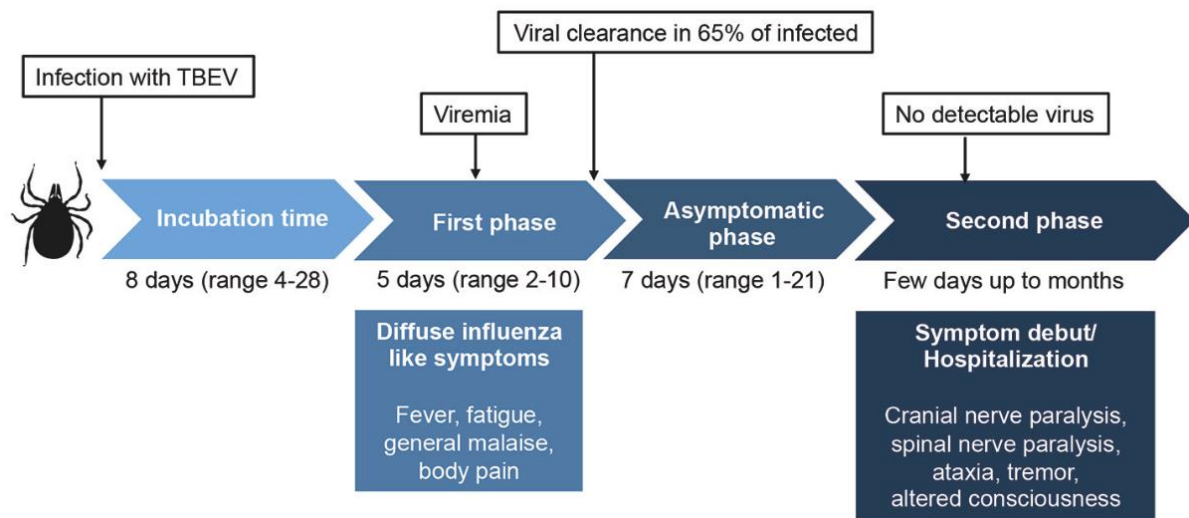 Viral clearance in 65% of infected
Infection with TBEV
Viremia
No detectable virus
Incubation time
First phase
Asymptomatic
phase
Second phase
8 days (range 4-28)
5 days (range 2-10)
7 days (range 1-21)
Few days up to months
Diffuse influenza
like symptoms
Fever, fatigue,
general malaise,
body pain
Symptom debut/
Hospitalization
Cranial nerve paralysis,
spinal nerve paralysis,
ataxia, tremor,
altered consciousness